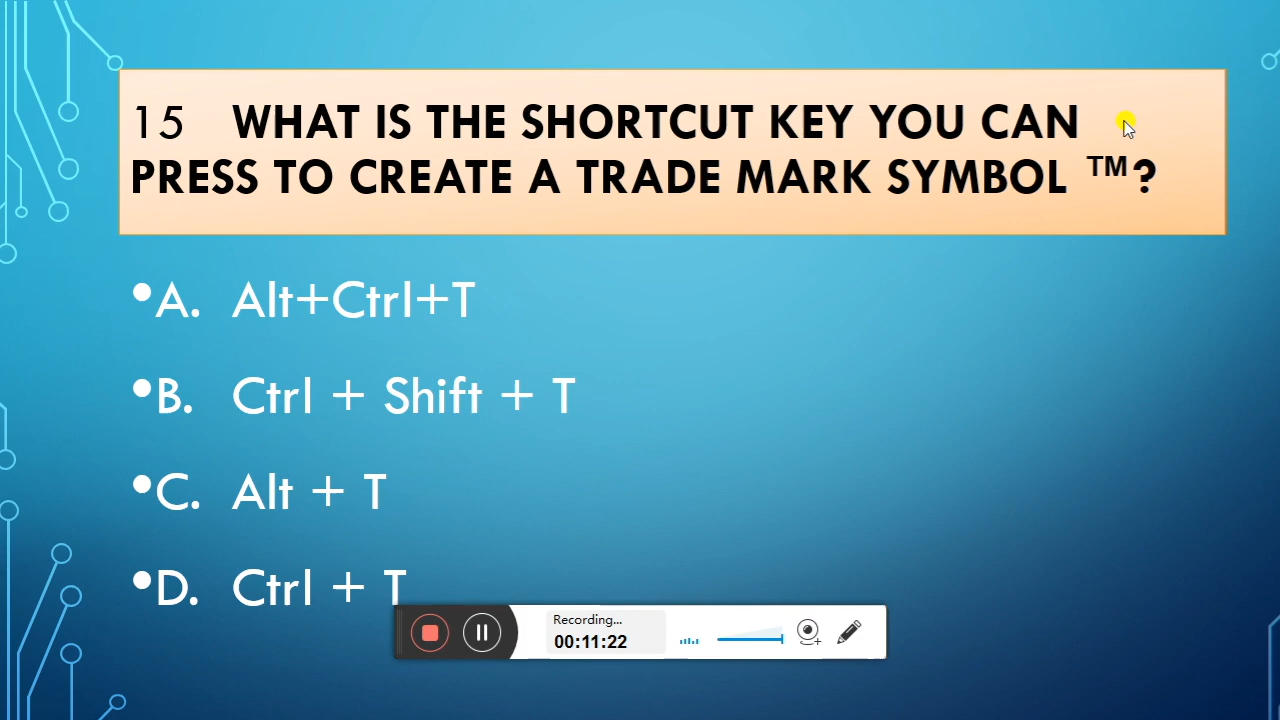 15 WHAT IS THE SHORTCUT KEY YOU CAN
PRESS TO CREATE A TRADE MARK SYMBOL ™?
•A. Alt+Ctrl+T
•B. Ctrl + Shift + T
•C. Alt + T
•D. Ctrl + T
Recording...
00:11:22